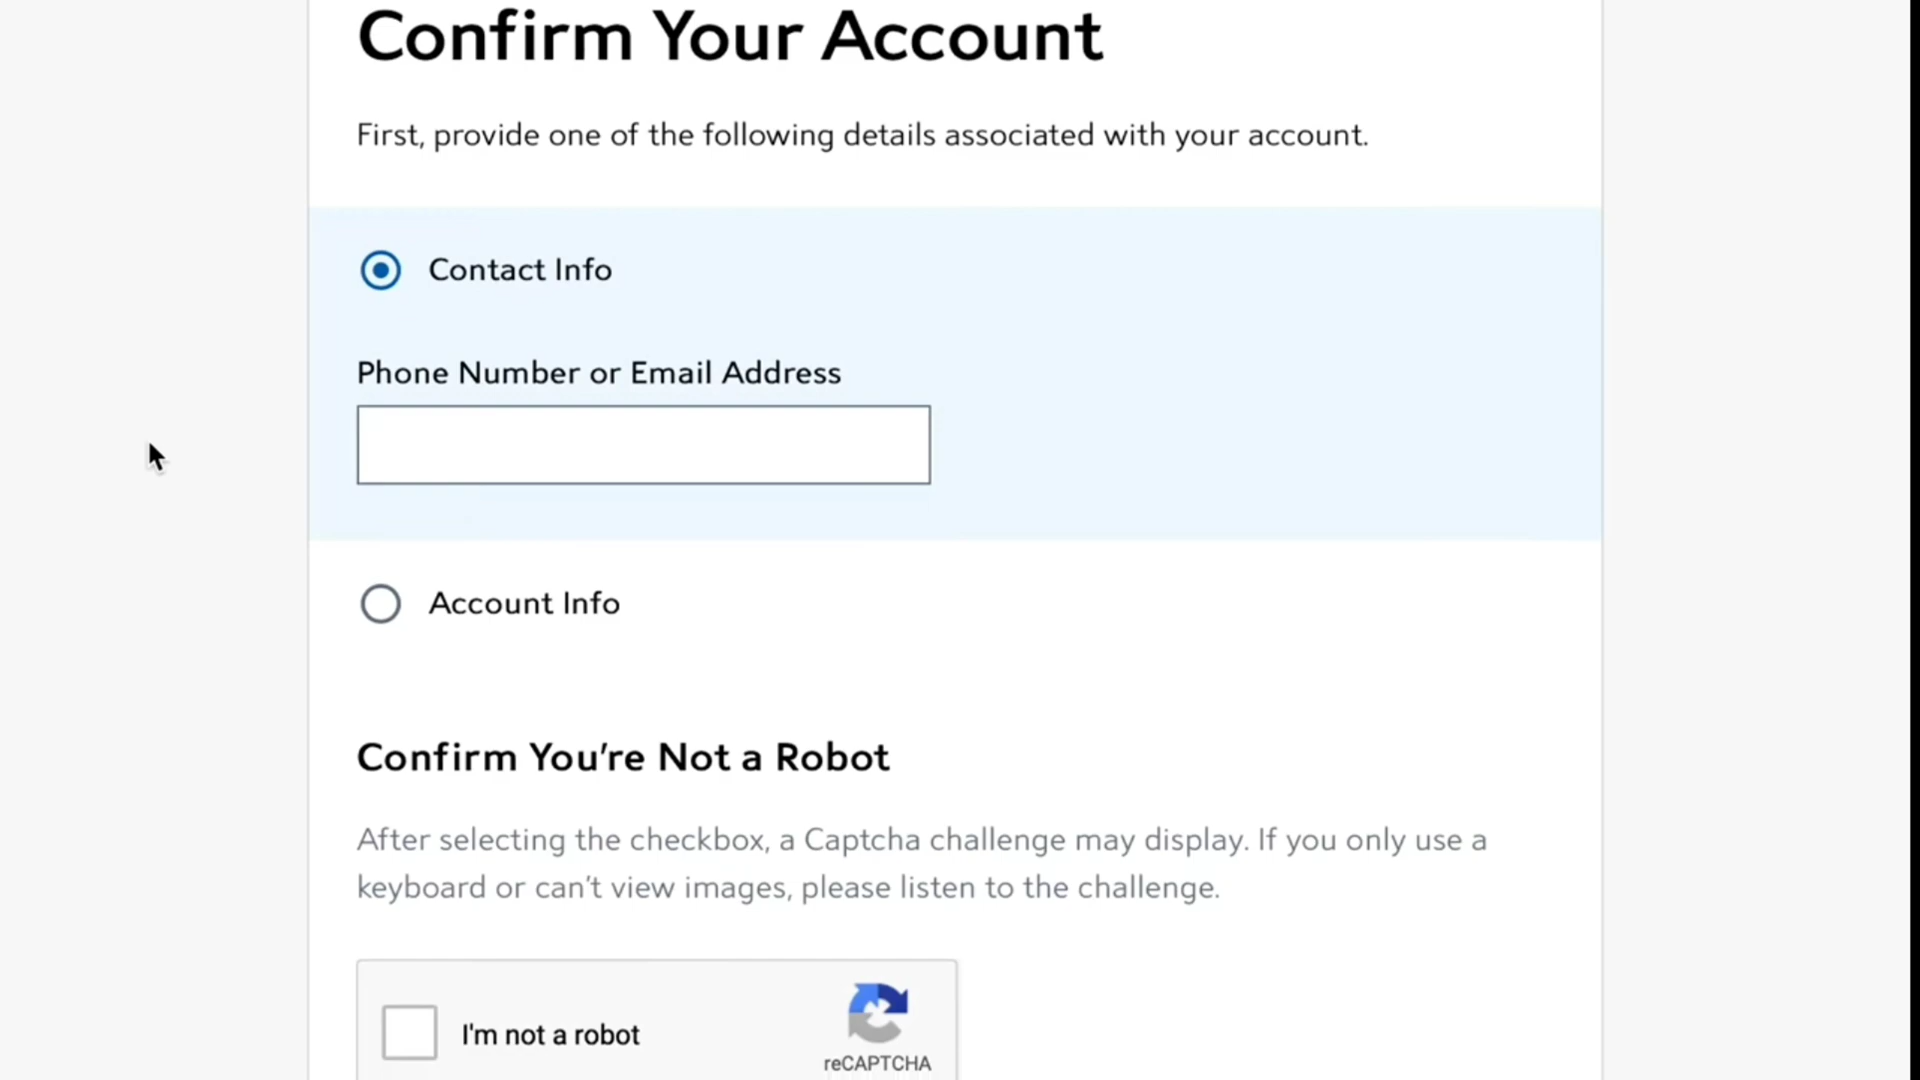 Confirm Your Account
First, provide one of the following details associated with your account.
Contact Info
Phone Number or Email Address
Account Info
Confirm You’re Not a Robot
After selecting the checkbox, a Captcha challenge may display. If you only use a
keyboard or can’t view images, please listen to the challenge.
I'm not a robot
reCAPTCHA